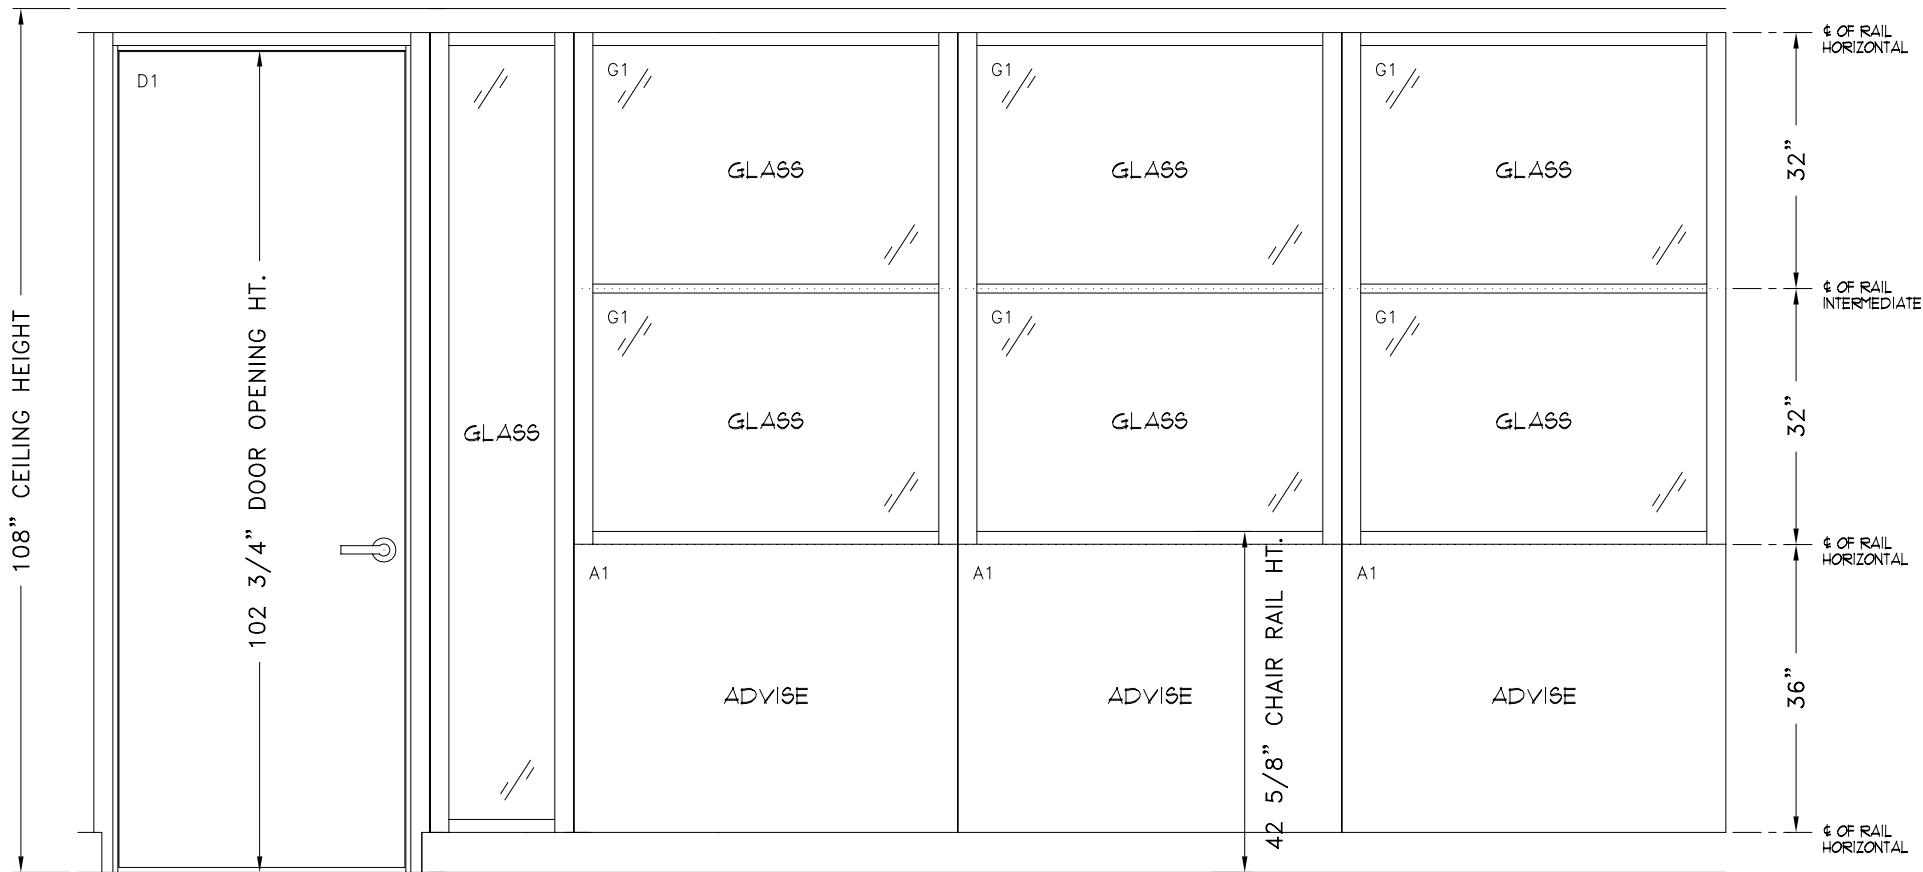 ¢ OF RAIL
HORIZONTAL
D1
G1
G1
G1
GLASS
GLASS
GLASS
32”
¢ OF RAIL
INTERMEDIATE
G1
G1
G1
108” CEILING HEIGHT
102 3/4” DOOR OPENING HT.
GLASS
GLASS
GLASS
GLASS
32”
¢ OF RAIL
HORIZONTAL
A1
A1
A1
42 5/8” CHAIR RAIL HT.
ADVISE
ADVISE
ADVISE
36”
¢ OF RAIL
HORIZONTAL